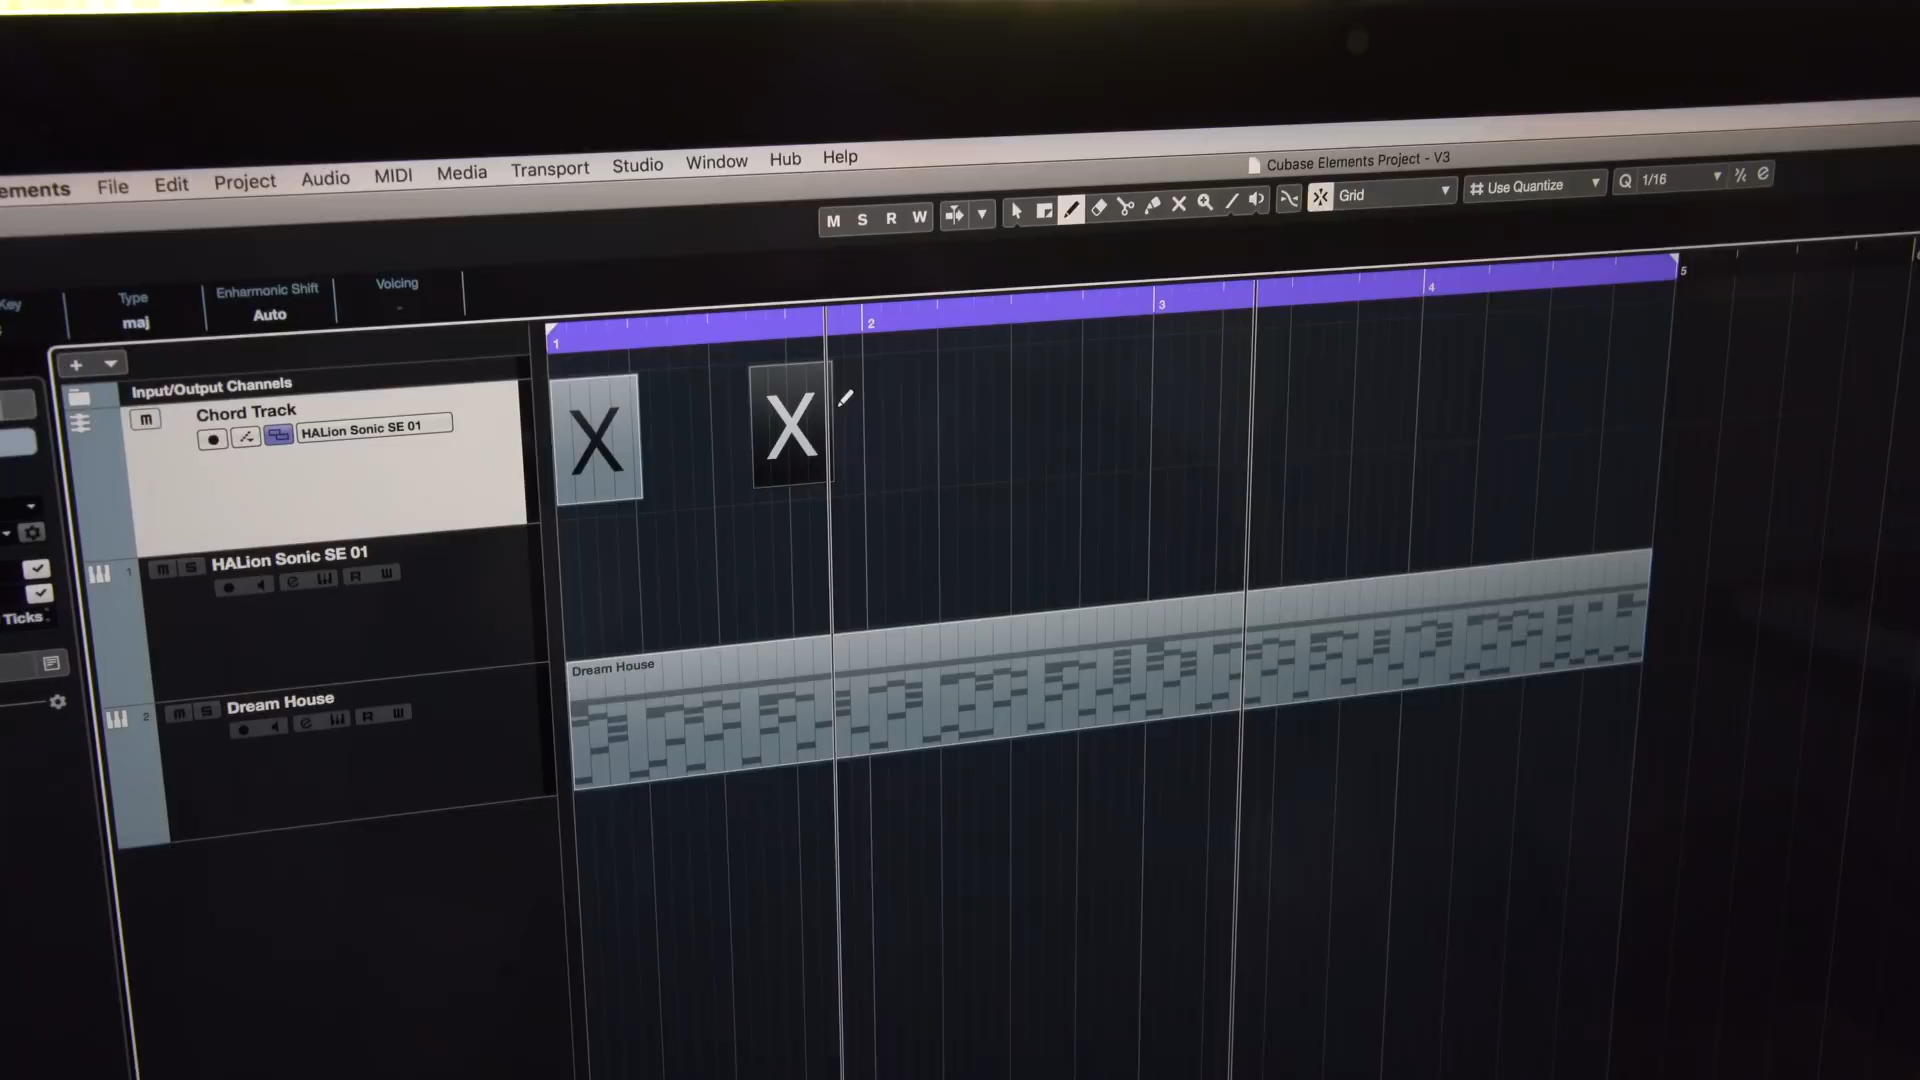 ements File Edit Project Audio MIDI Media Transport Studio Window Hub Help
Cubase Elements Project - V3
M S R W
Grid
Use Quantize
Q 1/16
Key
Type
maj
Enharmonic Shift
Auto
Voicing
-
1 2 3 4 5
+
Input/Output Channels
m
Chord Track
HALion Sonic SE 01
X X
1 m S HALion Sonic SE 01
e R W
Ticks
Dream House
2 m S Dream House
e R W